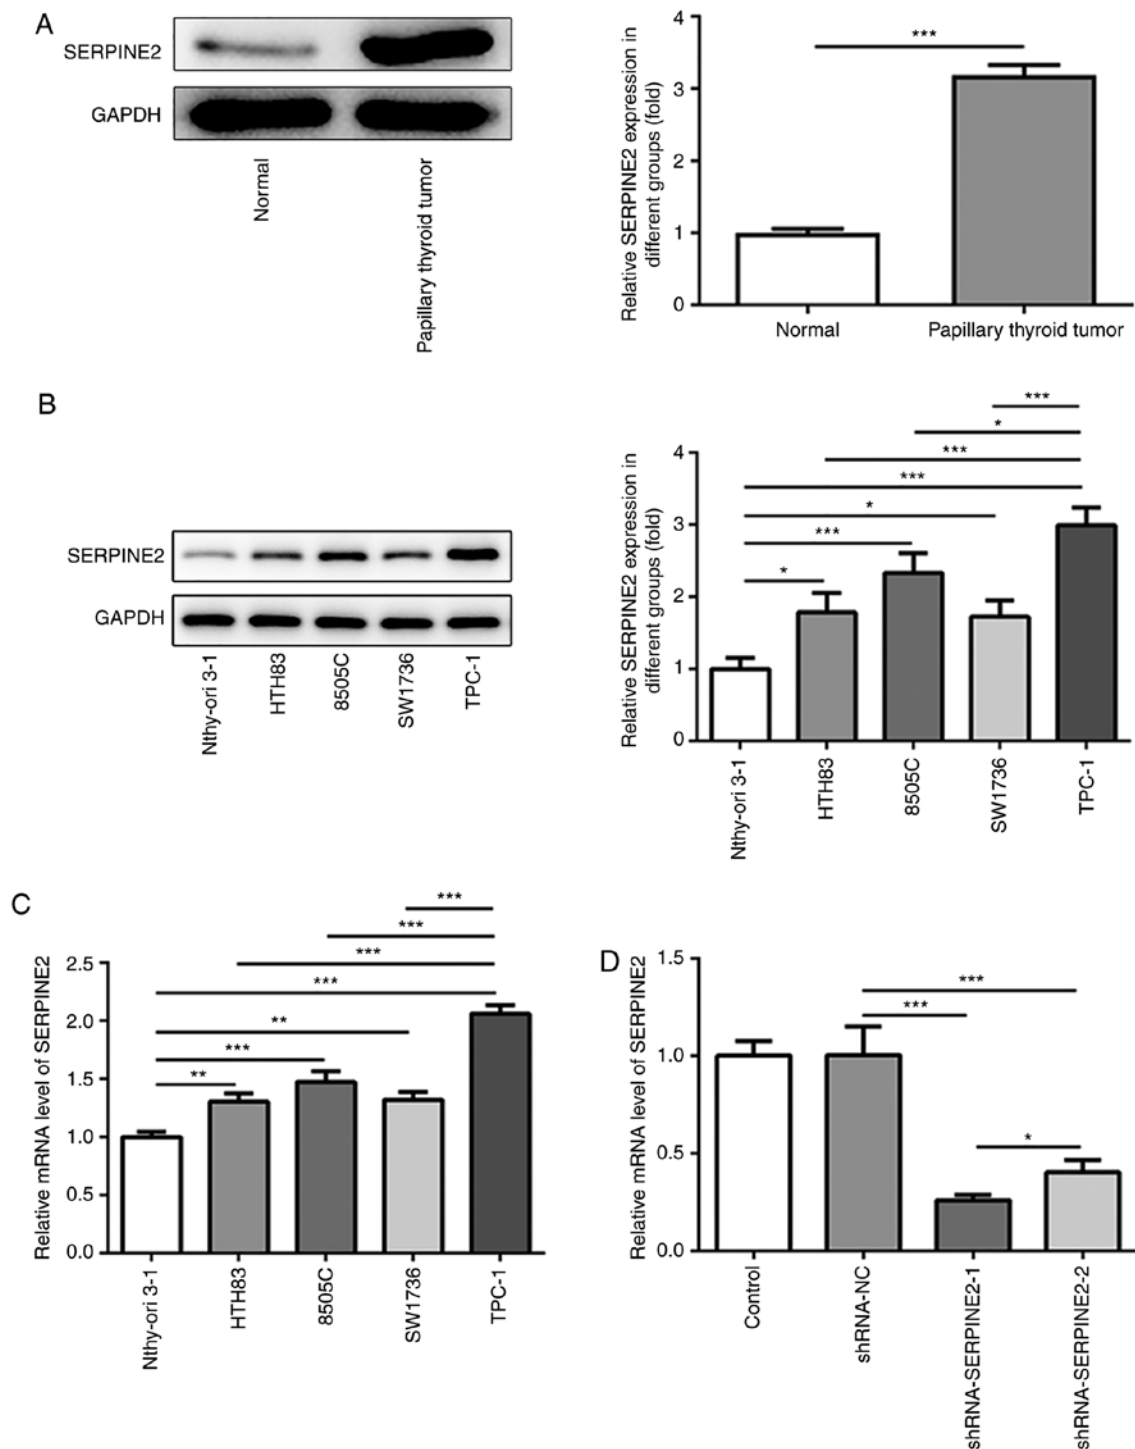 A
SERPINE2
GAPDH
Normal
Papillary thyroid tumor
Relative SERPINE2 expression in
different groups (fold)
4
3
2
1
0
***
Normal
Papillary thyroid tumor
B
SERPINE2
GAPDH
Nthy-ori 3-1
HTH83
8505C
SW1736
TPC-1
Relative SERPINE2 expression in
different groups (fold)
4
3
2
1
0
***
*
***
***
*
***
*
Nthy-ori 3-1
HTH83
8505C
SW1736
TPC-1
C
Relative mRNA level of SERPINE2
2.5
2.0
1.5
1.0
0.5
0.0
***
***
***
***
**
***
**
Nthy-ori 3-1
HTH83
8505C
SW1736
TPC-1
D
Relative mRNA level of SERPINE2
1.5
1.0
0.5
0.0
***
***
*
Control
shRNA-NC
shRNA-SERPINE2-1
shRNA-SERPINE2-2